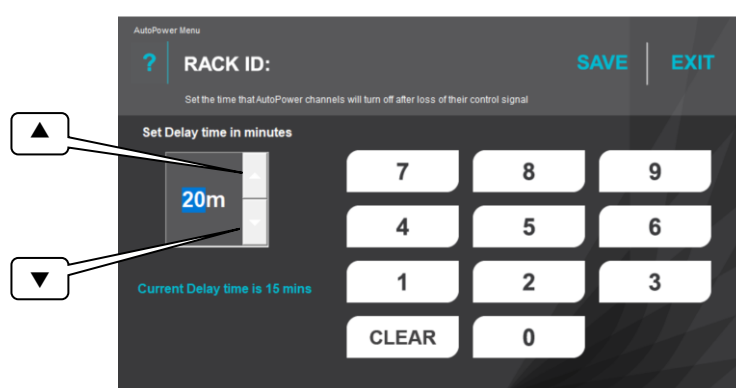 AutoPower Menu
? RACK ID: SAVE EXIT
Set the time that AutoPower channels will turn off after loss of their control signal
Set Delay time in minutes
▲
20m
▼
Current Delay time is 15 mins
7 8 9
4 5 6
1 2 3
CLEAR 0